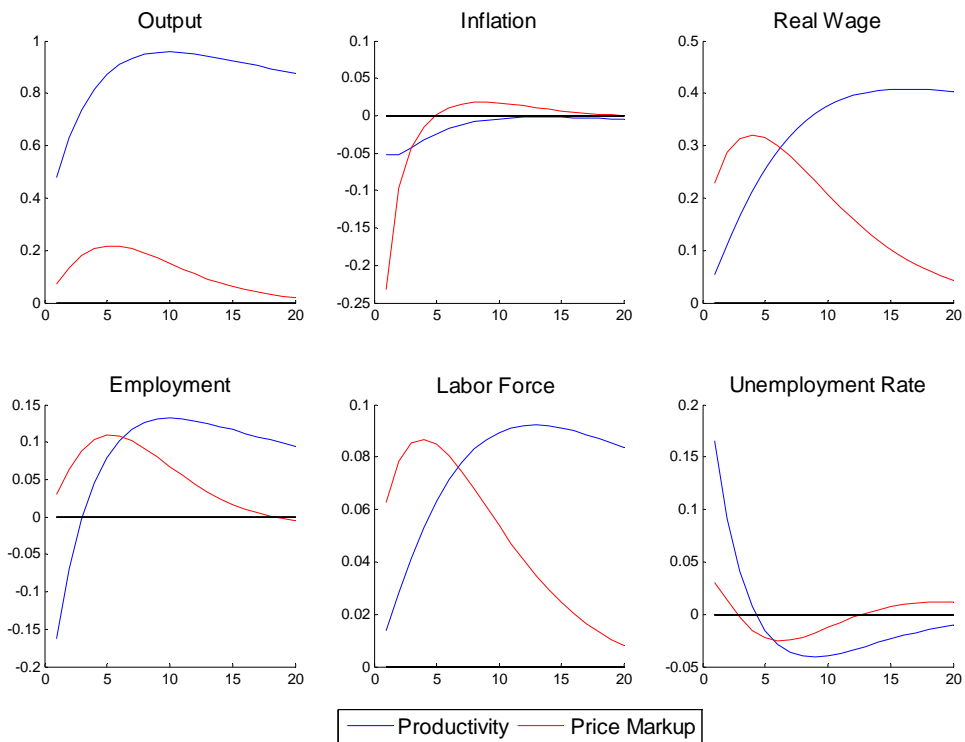 Output
Inflation
Real Wage
1
0.8
0.6
0.4
0.2
0
0 5 10 15 20
0.1
0.05
0
-0.05
-0.1
-0.15
-0.2
-0.25
0 5 10 15 20
0.5
0.4
0.3
0.2
0.1
0
0 5 10 15 20
Employment
Labor Force
Unemployment Rate
0.15
0.1
0.05
0
-0.05
-0.1
-0.15
-0.2
0 5 10 15 20
0.1
0.08
0.06
0.04
0.02
0
0 5 10 15 20
0.2
0.15
0.1
0.05
0
-0.05
0 5 10 15 20
Productivity
Price Markup